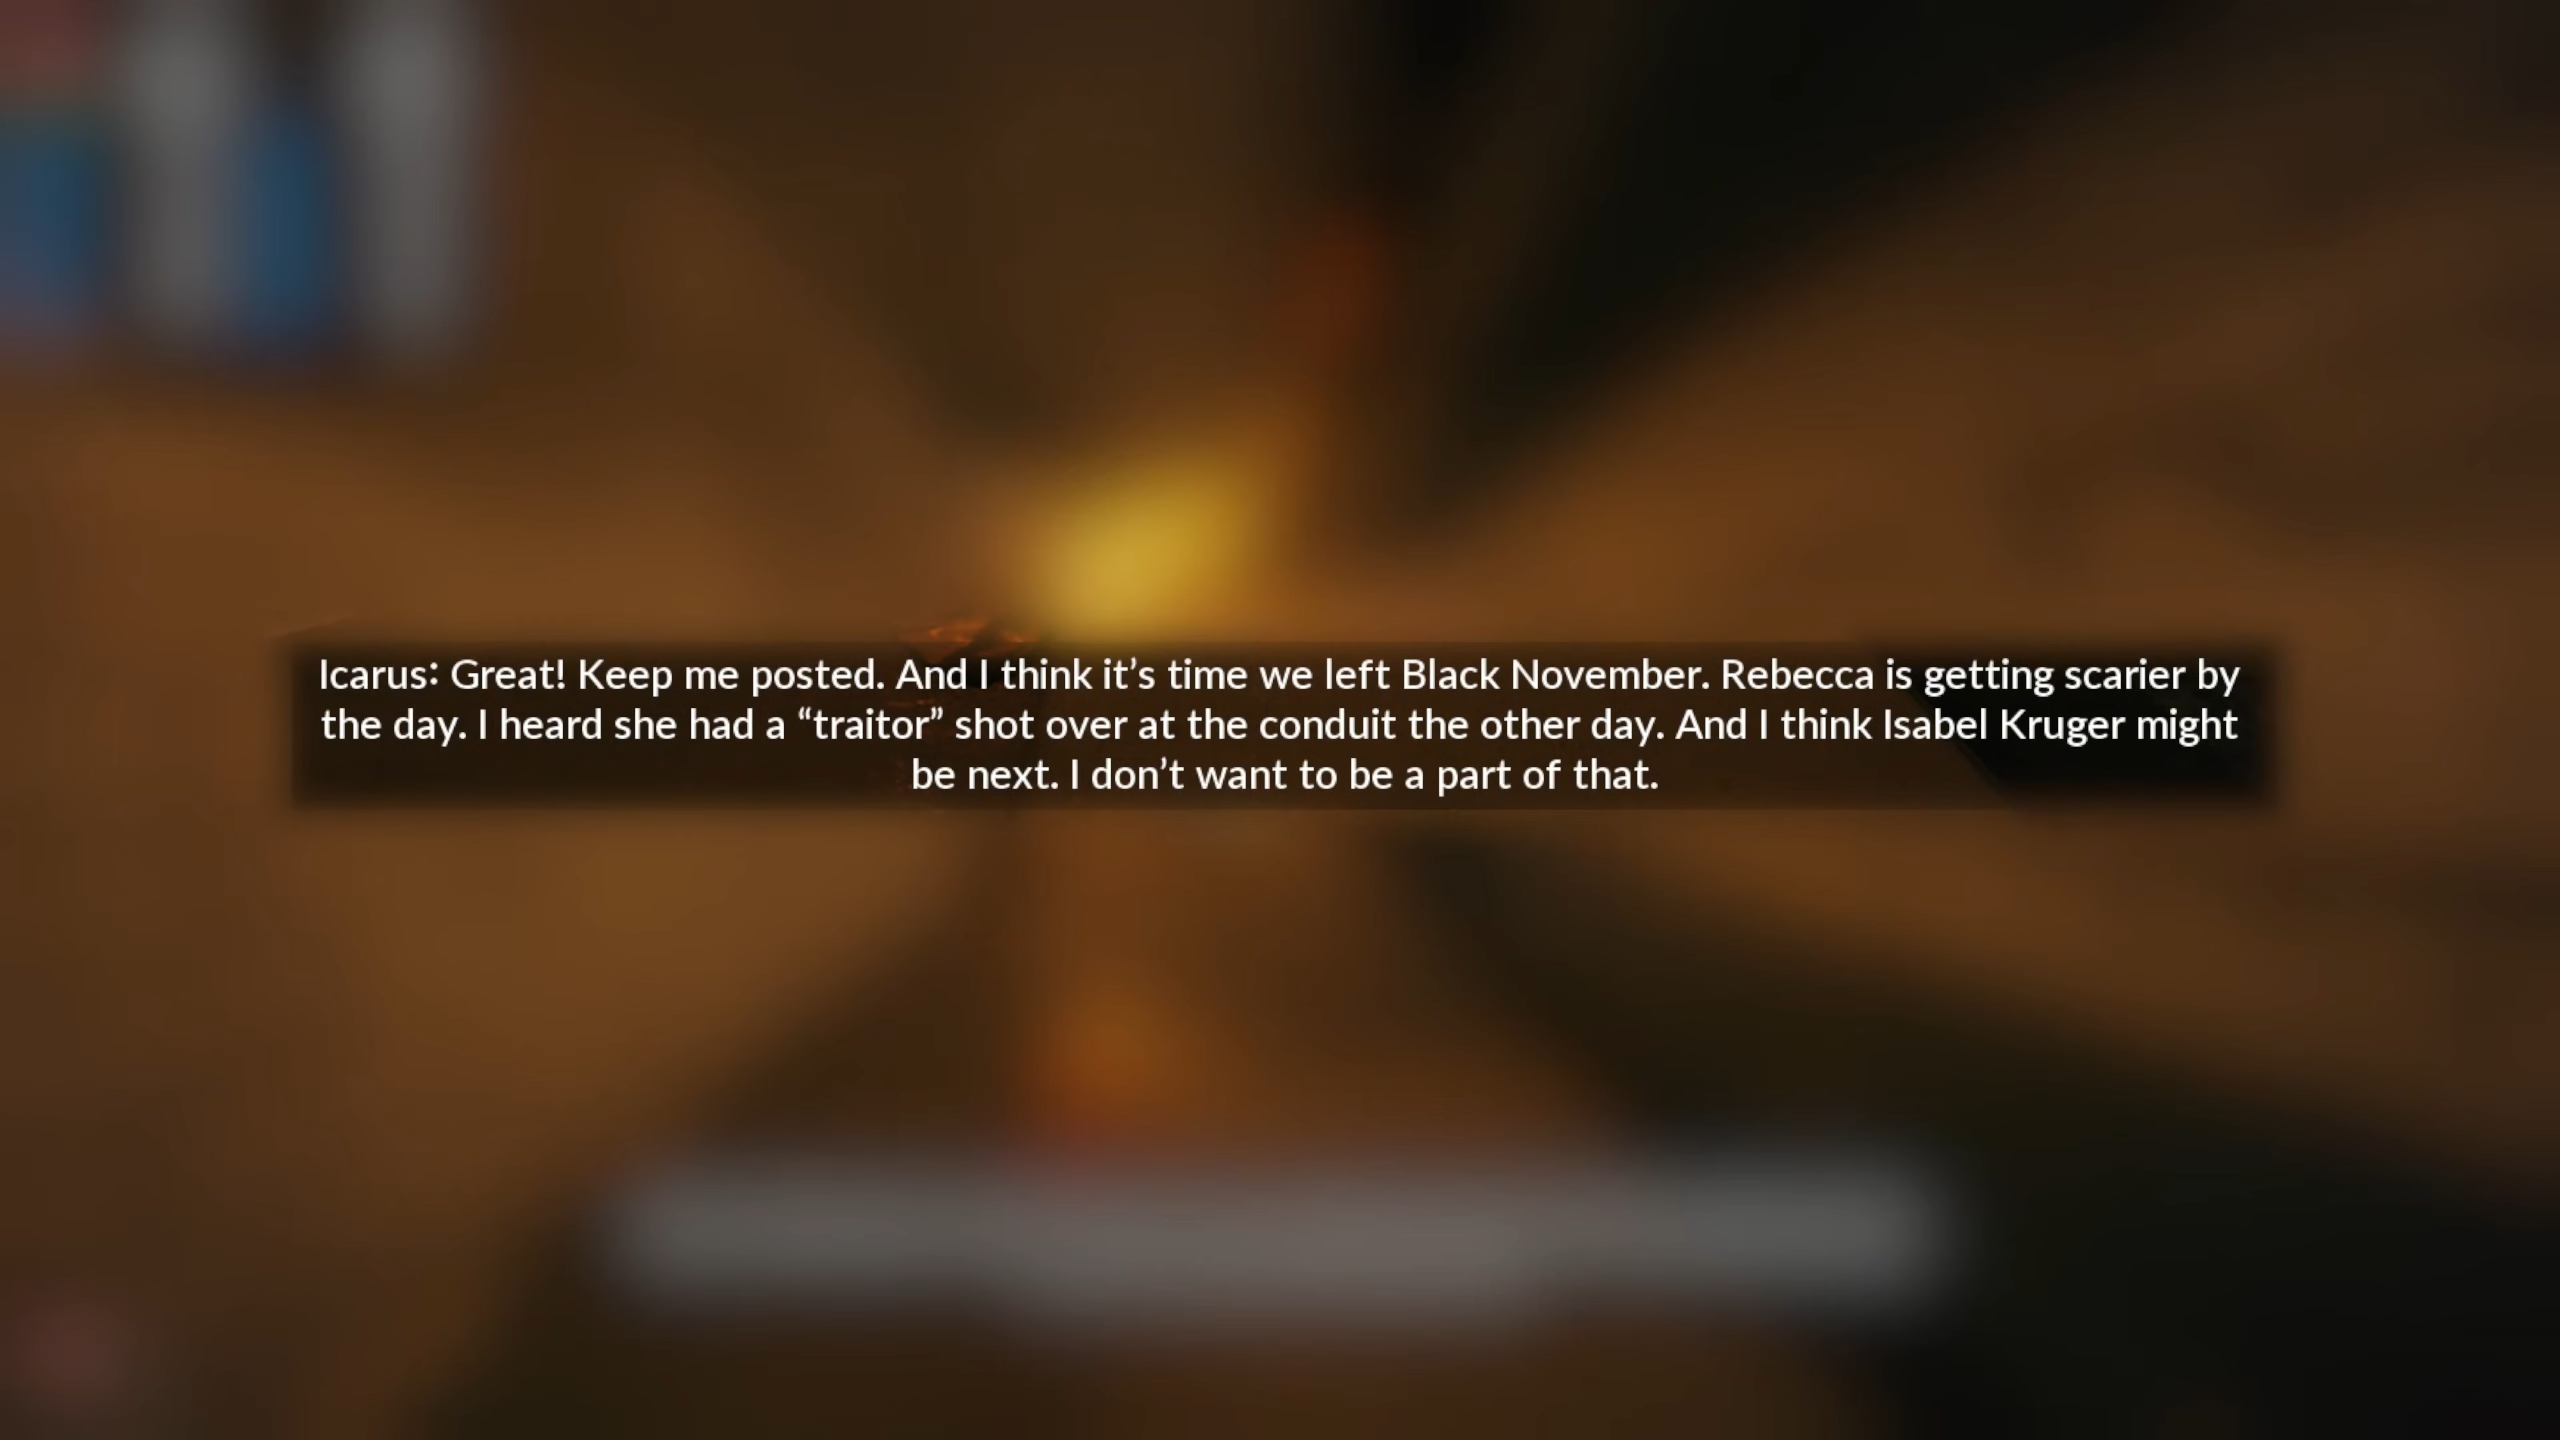 Icarus: Great! Keep me posted. And I think it’s time we left Black November. Rebecca is getting scarier by
the day. I heard she had a “traitor” shot over at the conduit the other day. And I think Isabel Kruger might
be next. I don’t want to be a part of that.